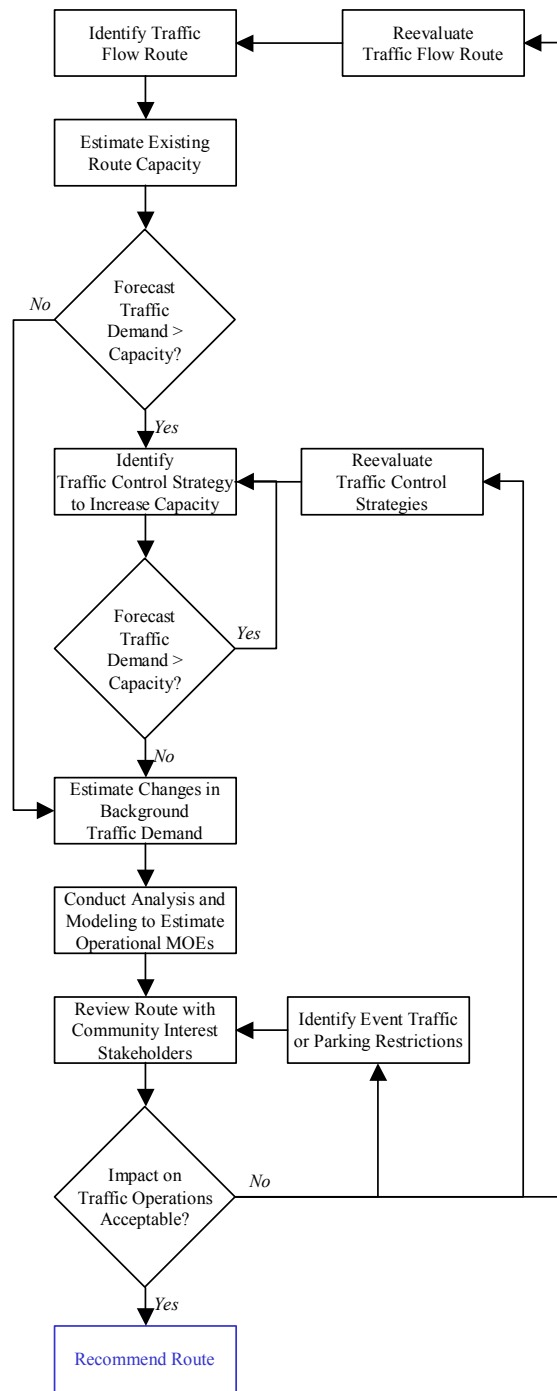 Identify Traffic
Flow Route
Reevaluate
Traffic Flow Route
Estimate Existing
Route Capacity
Forecast
Traffic
Demand >
Capacity?
No
Yes
Identify
Traffic Control Strategy
to Increase Capacity
Reevaluate
Traffic Control
Strategies
Forecast
Traffic
Demand >
Capacity?
Yes
No
Estimate Changes in
Background
Traffic Demand
Conduct Analysis and
Modeling to Estimate
Operational MOEs
Review Route with
Community Interest
Stakeholders
Identify Event Traffic
or Parking Restrictions
Impact on
Traffic Operations
Acceptable?
No
Yes
Recommend Route